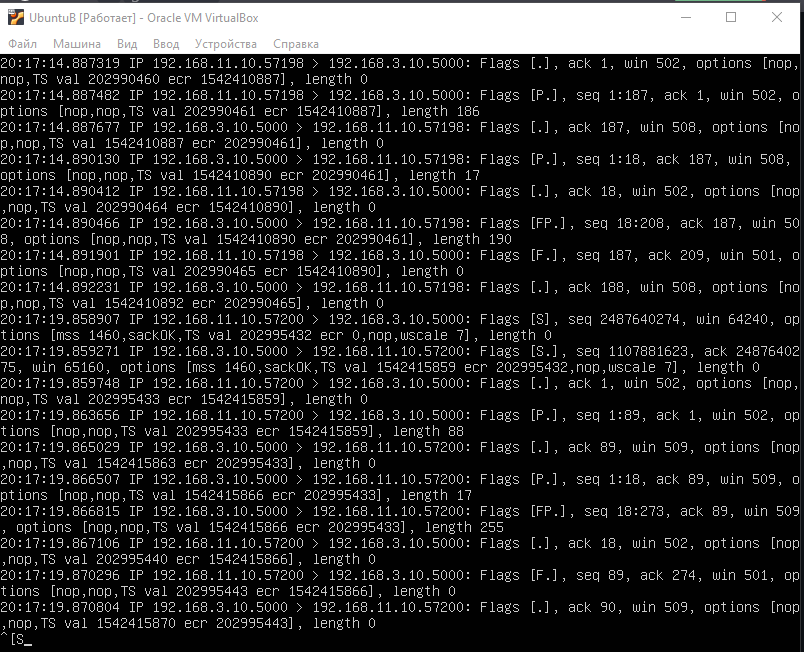 UbuntuB [Работает] - Oracle VM VirtualBox
Файл Машина Вид Ввод Устройства Справка
20:17:14.887319 IP 192.168.11.10.57198 > 192.168.3.10.5000: Flags [.], ack 1, win 502, options [nop,
nop,TS val 202990460 ecr 1542410887], length 0
20:17:14.887482 IP 192.168.11.10.57198 > 192.168.3.10.5000: Flags [P.], seq 1:187, ack 1, win 502, o
ptions [nop,nop,TS val 202990461 ecr 1542410887], length 186
20:17:14.887677 IP 192.168.3.10.5000 > 192.168.11.10.57198: Flags [.], ack 187, win 508, options [no
p,nop,TS val 1542410887 ecr 202990461], length 0
20:17:14.890130 IP 192.168.3.10.5000 > 192.168.11.10.57198: Flags [P.], seq 1:18, ack 187, win 508,
options [nop,nop,TS val 1542410890 ecr 202990461], length 17
20:17:14.890412 IP 192.168.11.10.57198 > 192.168.3.10.5000: Flags [.], ack 18, win 502, options [nop
,nop,TS val 202990464 ecr 1542410890], length 0
20:17:14.890466 IP 192.168.3.10.5000 > 192.168.11.10.57198: Flags [FP.], seq 18:208, ack 187, win 50
8, options [nop,nop,TS val 1542410890 ecr 202990461], length 190
20:17:14.891901 IP 192.168.11.10.57198 > 192.168.3.10.5000: Flags [F.], seq 187, ack 209, win 501, o
ptions [nop,nop,TS val 202990465 ecr 1542410890], length 0
20:17:14.892231 IP 192.168.3.10.5000 > 192.168.11.10.57198: Flags [.], ack 188, win 508, options [no
p,nop,TS val 1542410892 ecr 202990465], length 0
20:17:19.858907 IP 192.168.11.10.57200 > 192.168.3.10.5000: Flags [S], seq 2487640274, win 64240, op
tions [mss 1460,sackOK,TS val 202995432 ecr 0,nop,wscale 7], length 0
20:17:19.859271 IP 192.168.3.10.5000 > 192.168.11.10.57200: Flags [S.], seq 1107881623, ack 24876402
75, win 65160, options [mss 1460,sackOK,TS val 1542415859 ecr 202995432,nop,wscale 7], length 0
20:17:19.859748 IP 192.168.11.10.57200 > 192.168.3.10.5000: Flags [.], ack 1, win 502, options [nop,
nop,TS val 202995433 ecr 1542415859], length 0
20:17:19.863656 IP 192.168.11.10.57200 > 192.168.3.10.5000: Flags [P.], seq 1:89, ack 1, win 502, op
tions [nop,nop,TS val 202995433 ecr 1542415859], length 88
20:17:19.865029 IP 192.168.3.10.5000 > 192.168.11.10.57200: Flags [.], ack 89, win 509, options [nop
,nop,TS val 1542415863 ecr 202995433], length 0
20:17:19.866507 IP 192.168.3.10.5000 > 192.168.11.10.57200: Flags [P.], seq 1:18, ack 89, win 509, o
ptions [nop,nop,TS val 1542415866 ecr 202995433], length 17
20:17:19.866815 IP 192.168.3.10.5000 > 192.168.11.10.57200: Flags [FP.], seq 18:273, ack 89, win 509
, options [nop,nop,TS val 1542415866 ecr 202995433], length 255
20:17:19.867106 IP 192.168.11.10.57200 > 192.168.3.10.5000: Flags [.], ack 18, win 502, options [nop
,nop,TS val 202995440 ecr 1542415866], length 0
20:17:19.870296 IP 192.168.11.10.57200 > 192.168.3.10.5000: Flags [F.], seq 89, ack 274, win 501, op
tions [nop,nop,TS val 202995443 ecr 1542415866], length 0
20:17:19.870804 IP 192.168.3.10.5000 > 192.168.11.10.57200: Flags [.], ack 90, win 509, options [nop
,nop,TS val 1542415870 ecr 202995443], length 0
^[S_